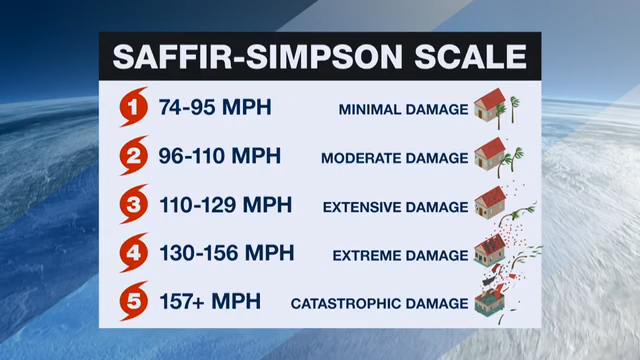 SAFFIR-SIMPSON SCALE
1 74-95 MPH MINIMAL DAMAGE
2 96-110 MPH MODERATE DAMAGE
3 110-129 MPH EXTENSIVE DAMAGE
4 130-156 MPH EXTREME DAMAGE
5 157+ MPH CATASTROPHIC DAMAGE